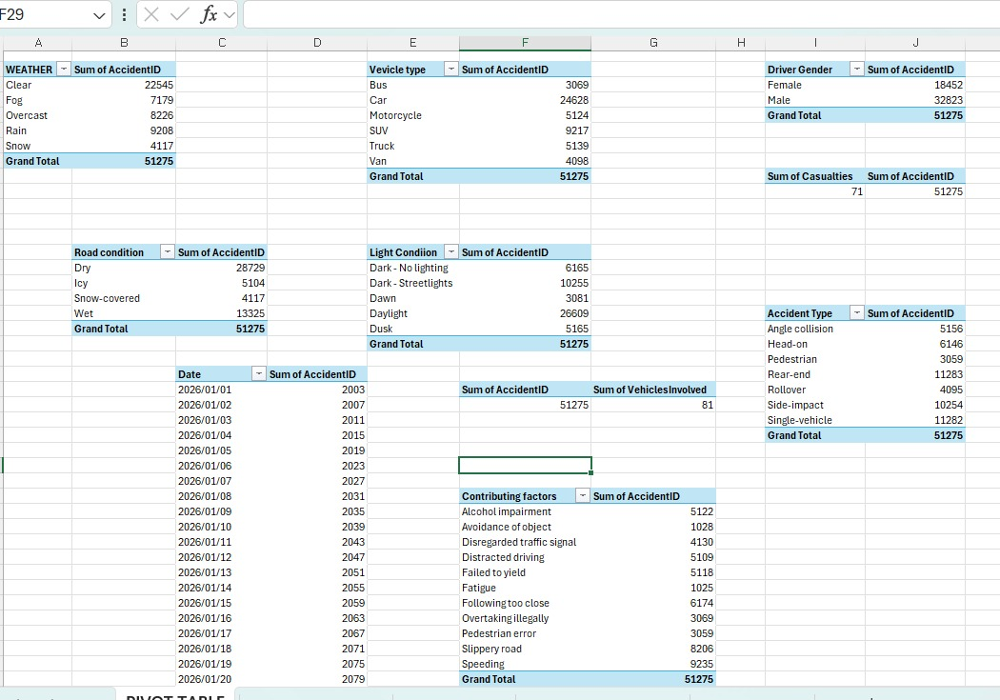 F29 fx
A B C D E F G H I J
WEATHER Sum of AccidentID
Clear 22545
Fog 7179
Overcast 8226
Rain 9208
Snow 4117
Grand Total 51275
Vevicle type Sum of AccidentID
Bus 3069
Car 24628
Motorcycle 5124
SUV 9217
Truck 5139
Van 4098
Grand Total 51275
Driver Gender Sum of AccidentID
Female 18452
Male 32823
Grand Total 51275
Sum of Casualties Sum of AccidentID
71 51275
Road condition Sum of AccidentID
Dry 28729
Icy 5104
Snow-covered 4117
Wet 13325
Grand Total 51275
Light Condiion Sum of AccidentID
Dark - No lighting 6165
Dark - Streetlights 10255
Dawn 3081
Daylight 26609
Dusk 5165
Grand Total 51275
Accident Type Sum of AccidentID
Angle collision 5156
Head-on 6146
Pedestrian 3059
Rear-end 11283
Rollover 4095
Side-impact 10254
Single-vehicle 11282
Grand Total 51275
Date Sum of AccidentID
2026/01/01 2003
2026/01/02 2007
2026/01/03 2011
2026/01/04 2015
2026/01/05 2019
2026/01/06 2023
2026/01/07 2027
2026/01/08 2031
2026/01/09 2035
2026/01/10 2039
2026/01/11 2043
2026/01/12 2047
2026/01/13 2051
2026/01/14 2055
2026/01/15 2059
2026/01/16 2063
2026/01/17 2067
2026/01/18 2071
2026/01/19 2075
2026/01/20 2079
Sum of AccidentID Sum of VehiclesInvolved
51275 81
Contributing factors Sum of AccidentID
Alcohol impairment 5122
Avoidance of object 1028
Disregarded traffic signal 4130
Distracted driving 5109
Failed to yield 5118
Fatigue 1025
Following too close 6174
Overtaking illegally 3069
Pedestrian error 3059
Slippery road 8206
Speeding 9235
Grand Total 51275
PIVOT TABLE